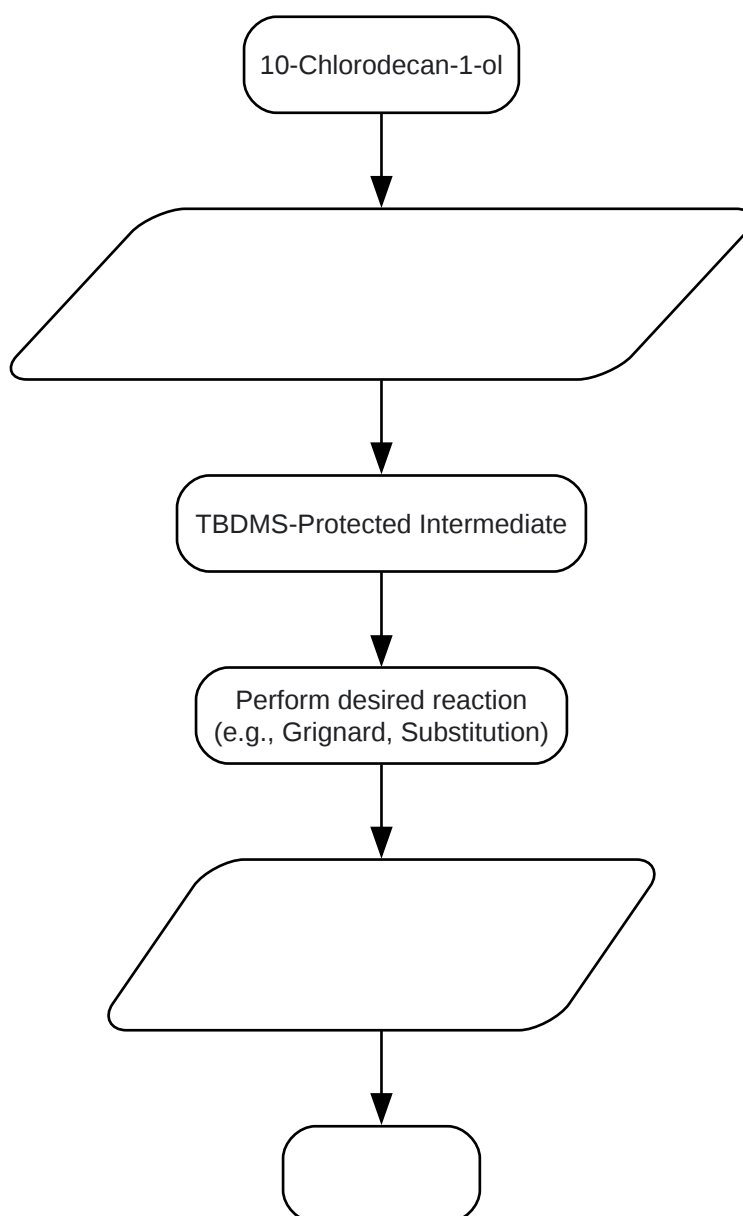 10-Chlorodecan-1-ol
TBDMS-Protected Intermediate
Perform desired reaction
(e.g., Grignard, Substitution)